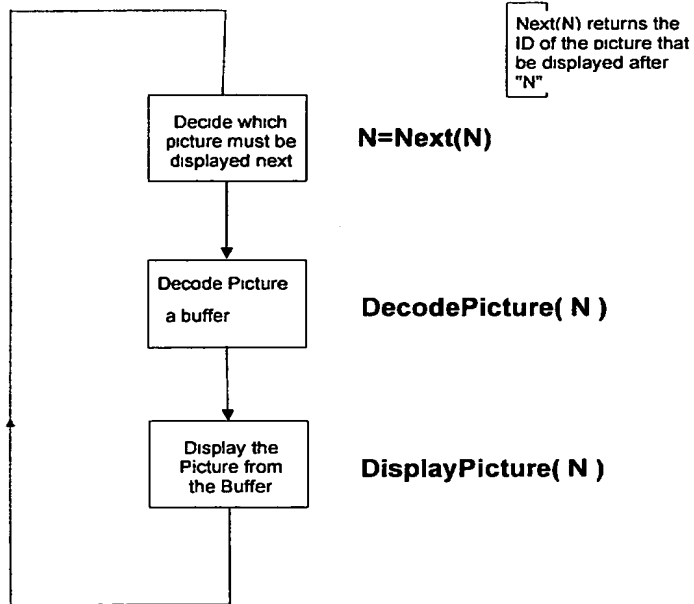 Next(N) returns the
ID of the picture that
be displayed after
"N"
Decide which
picture must be
displayed next
N=Next(N)
Decode Picture
a buffer
DecodePicture( N )
Display the
Picture from
the Buffer
DisplayPicture( N )